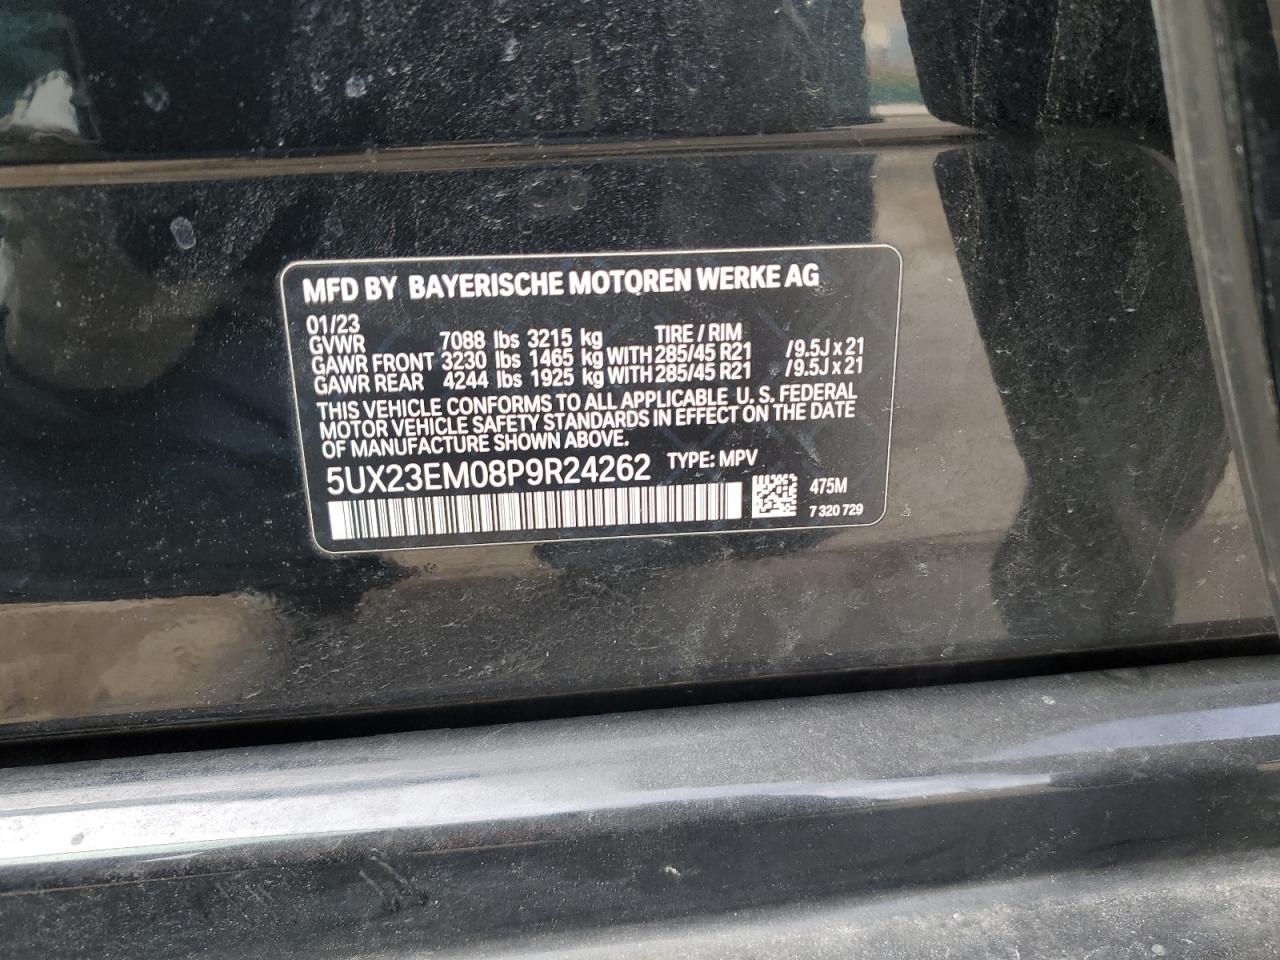 MFD BY BAYERISCHE MOTOREN WERKE AG
01/23
GVWR 7088 lbs 3215 kg TIRE / RIM
GAWR FRONT 3230 lbs 1465 kg WITH 285/45 R21 /9.5J x 21
GAWR REAR 4244 lbs 1925 kg WITH 285/45 R21 /9.5J x 21
THIS VEHICLE CONFORMS TO ALL APPLICABLE U. S. FEDERAL
MOTOR VEHICLE SAFETY STANDARDS IN EFFECT ON THE DATE
OF MANUFACTURE SHOWN ABOVE.
5UX23EM08P9R24262 TYPE: MPV
475M
7 320 729